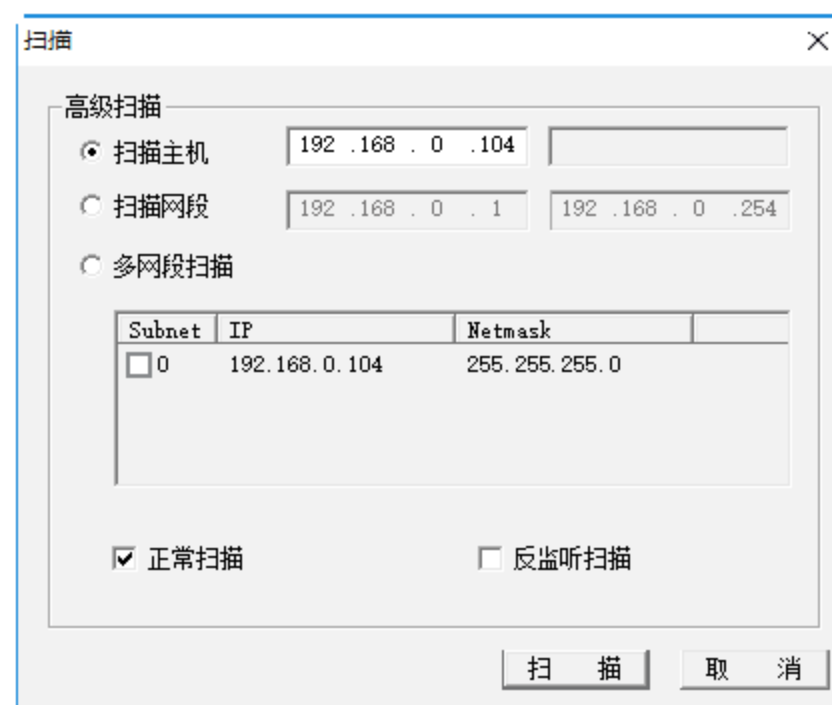 扫描
高级扫描
扫描主机 192 .168 . 0 .104
扫描网段 192 .168 . 0 . 1 192 .168 . 0 .254
多网段扫描
Subnet IP Netmask
0 192.168.0.104 255.255.255.0
正常扫描 反监听扫描
扫 描 取 消